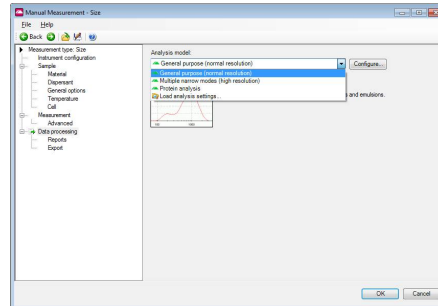 Manual Measurement - Size
File Help
Back
Measurement type: Size
Instrument configuration
Sample
Material
Dispersant
General options
Temperature
Cell
Measurement
Advanced
Data processing
Reports
Export
Analysis model:
General purpose (normal resolution)
Configure...
General purpose (normal resolution)
Multiple narrow modes (high resolution)
Protein analysis
Load analysis settings...
and emulsions.
OK Cancel